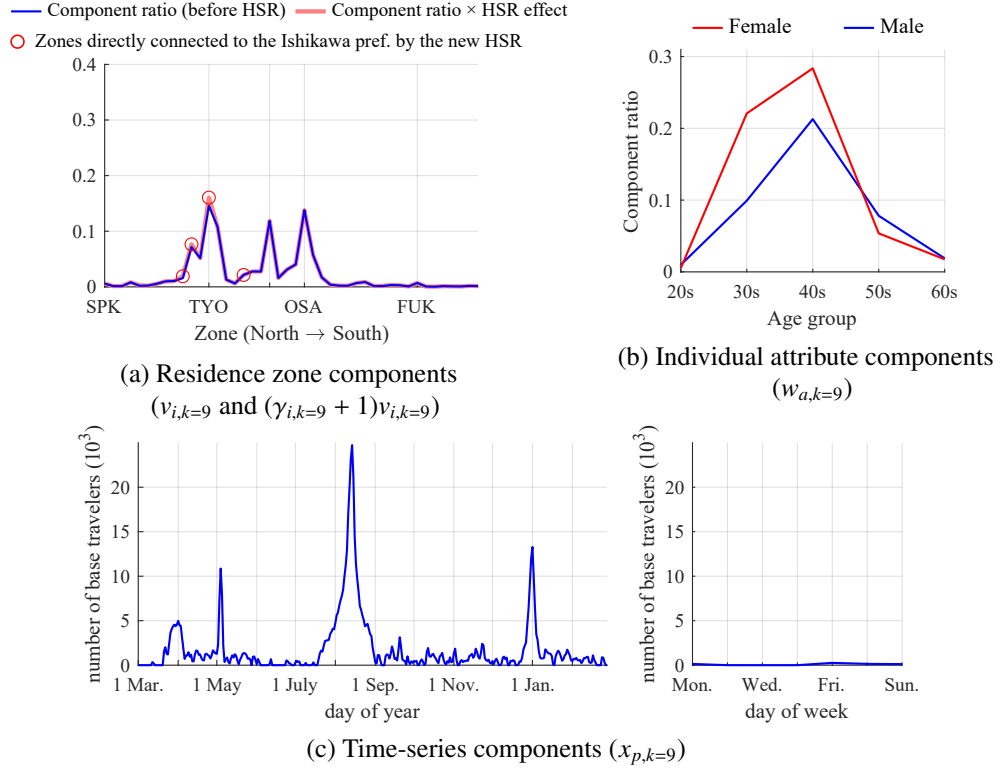 Component ratio (before HSR)
Component ratio × HSR effect
Zones directly connected to the Ishikawa pref. by the new HSR
0.4
0.3
0.2
0.1
0
SPK
TYO
OSA
FUK
Zone (North → South)
(a) Residence zone components
(v_{i,k=9} and (γ_{i,k=9} + 1)v_{i,k=9})
Female
Male
Component ratio
0.3
0.2
0.1
0
20s
30s
40s
50s
60s
Age group
(b) Individual attribute components
(w_{a,k=9})
number of base travelers (10³)
20
15
10
5
0
1 Mar.
1 May
1 July
1 Sep.
1 Nov.
1 Jan.
day of year
number of base travelers (10³)
20
15
10
5
0
Mon.
Wed.
Fri.
Sun.
day of week
(c) Time-series components (x_{p,k=9})